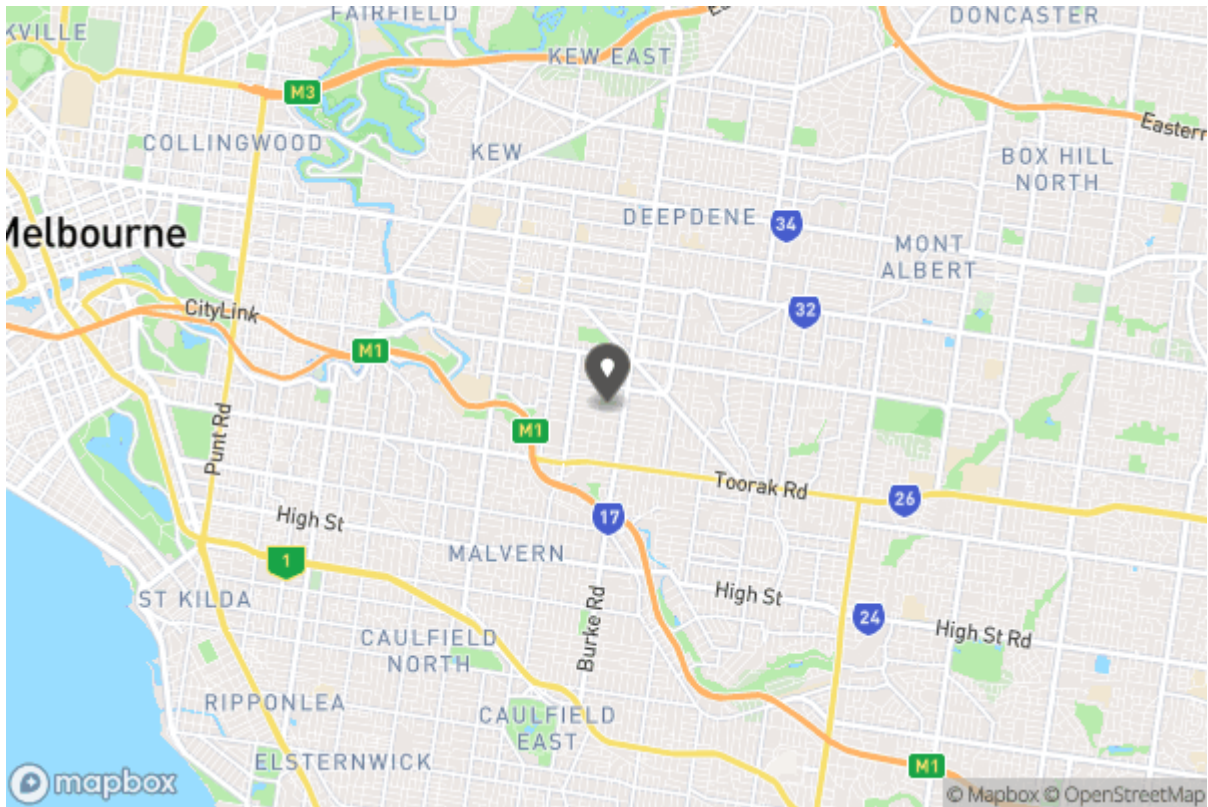 FAIRFIELD
DONCASTER
KVILLE
KEW EAST
M3
Eastern
COLLINGWOOD
KEW
BOX HILL
NORTH
DEEPDENE
34
Melbourne
MONT
ALBERT
CityLink
32
M1
Punt Rd
M1
Toorak Rd
26
High St
17
MALVERN
1
High St
ST KILDA
24
High St Rd
Burke Rd
CAULFIELD
NORTH
RIPPONLEA
CAULFIELD
EAST
ELSTERNWICK
M1
mapbox
© Mapbox © OpenStreetMap